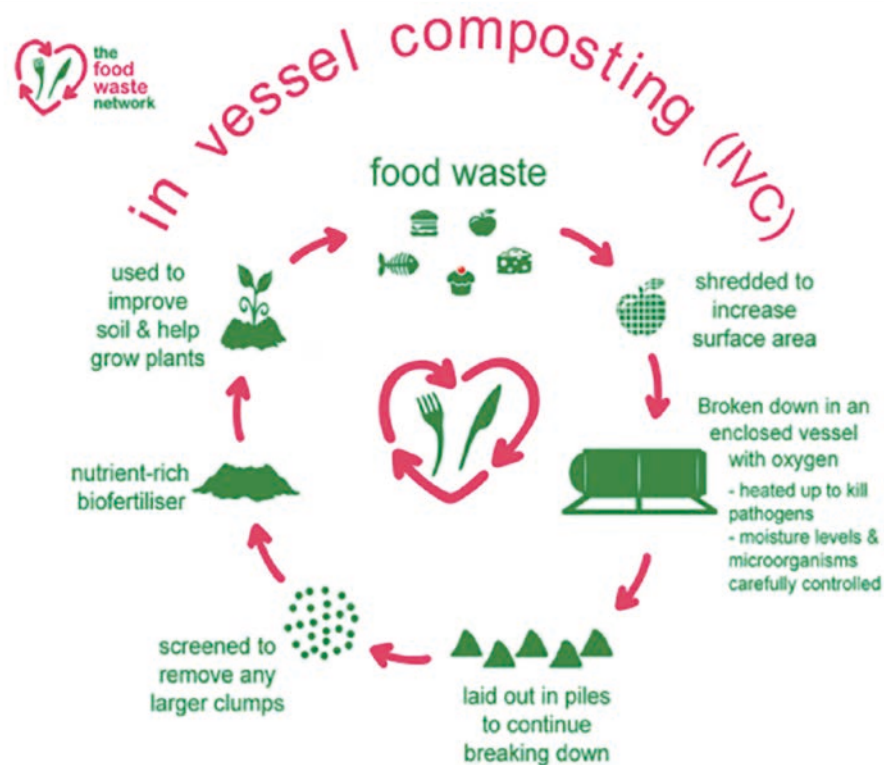 the
food
waste
network
in vessel composting (IVC)
food waste
shredded to
increase
surface area
Broken down in an
enclosed vessel
with oxygen
- heated up to kill
pathogens
- moisture levels &
microorganisms
carefully controlled
laid out in piles
to continue
breaking down
screened to
remove any
larger clumps
nutrient-rich
biofertiliser
used to
improve
soil & help
grow plants